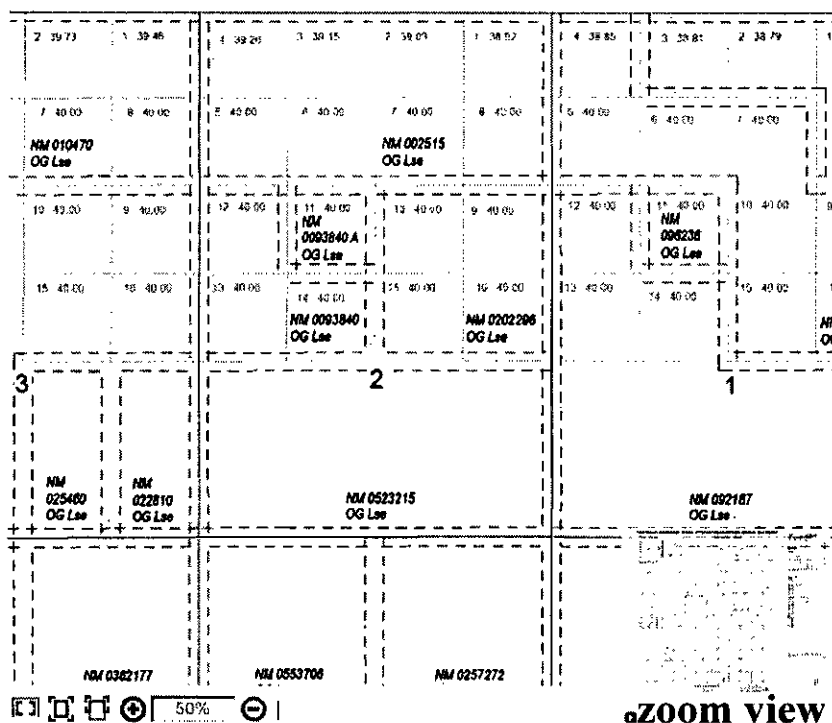 2 39.73 1 39.46 4 39.26 3 39.15 2 39.03 1 38.92 4 38.85 3 38.81 2 38.79
7 40.00 8 40.00 5 40.00 6 40.00 7 40.00 8 40.00 5 40.00 6 40.00 7 40.00
NM 010470
OG Lse
NM 002515
OG Lse
10 40.00 9 40.00 12 40.00 11 40.00 9 40.00 12 40.00 40.00 10 40.00
NM
0093840 A
OG Lse
NM
096236
OG Lse
15 40.00 16 40.00 40.00 14 40.00 15 40.00 16 40.00 13 40.00 14 40.00 15 40.00
NM 0093840
OG Lse
NM 0202296
OG Lse
3 2 1
NM
025460
OG Lse
NM
022810
OG Lse
NM 0523215
OG Lse
NM 092187
OG Lse
NM 0382177 NM 0553706 NM 0257272
50% zoom view